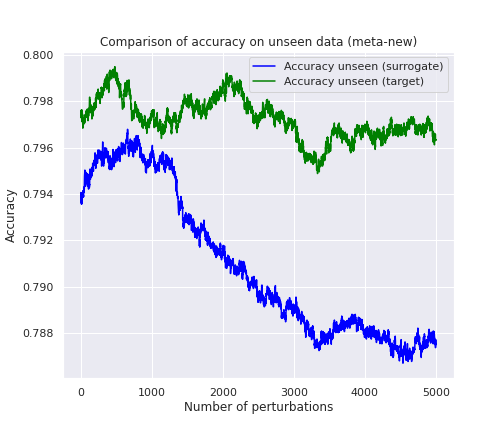 Comparison of accuracy on unseen data (meta-new)
Accuracy unseen (surrogate)
Accuracy unseen (target)
Accuracy
0.800
0.798
0.796
0.794
0.792
0.790
0.788
0 1000 2000 3000 4000 5000
Number of perturbations